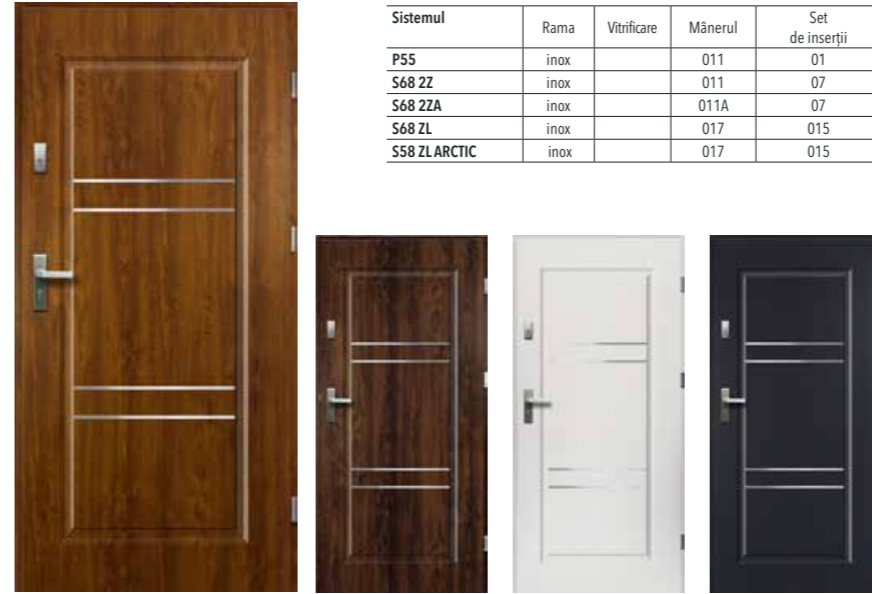 Sistemul Rama Vitrificare Mânerul Set de inserții
P55 inox 011 01
S68 2Z inox 011 07
S68 2ZA inox 011A 07
S68 ZL inox 017 015
S58 ZL ARCTIC inox 017 015